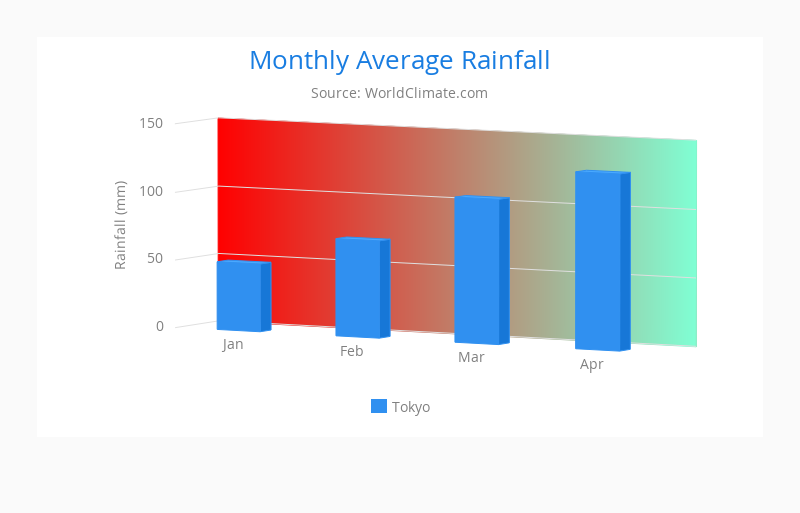 Monthly Average Rainfall
Source: WorldClimate.com
150
100
50
0
Rainfall (mm)
Jan
Feb
Mar
Apr
Tokyo